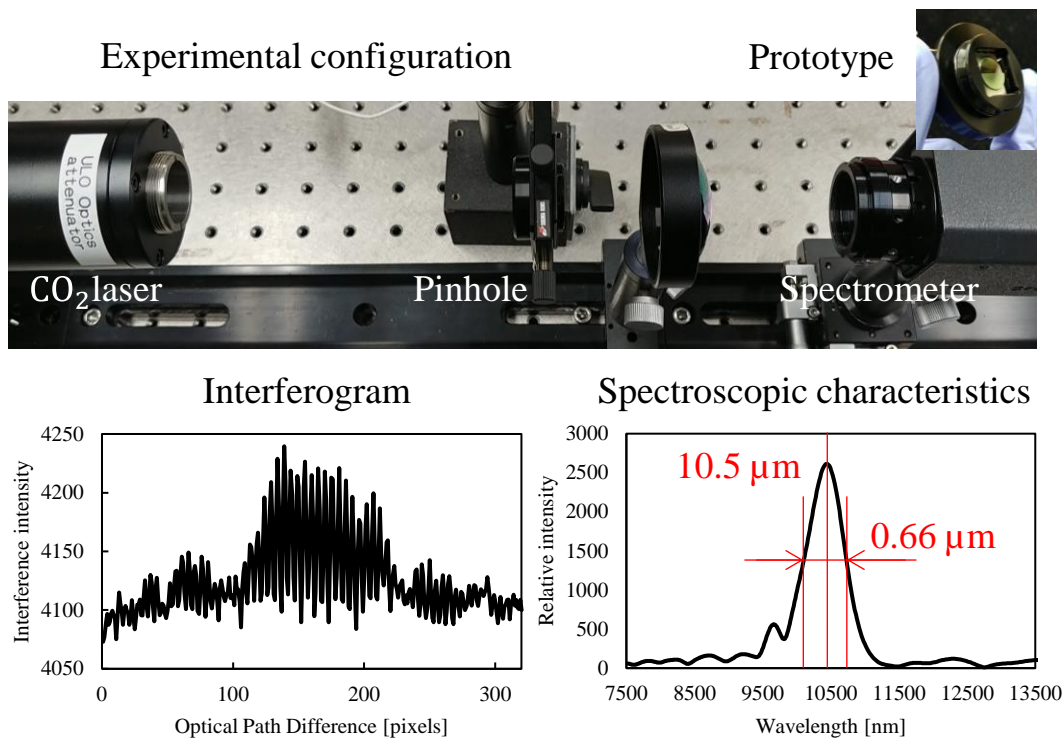 Experimental configuration
Prototype
ULO Optics
attenuator
CO₂laser
Pinhole
Spectrometer
Interferogram
Spectroscopic characteristics
4250
4200
4150
4100
4050
Interference intensity
0
100
200
300
Optical Path Difference [pixels]
3000
2500
2000
1500
1000
500
0
Relative intensity
10.5 µm
0.66 µm
7500
8500
9500
10500
11500
12500
13500
Wavelength [nm]